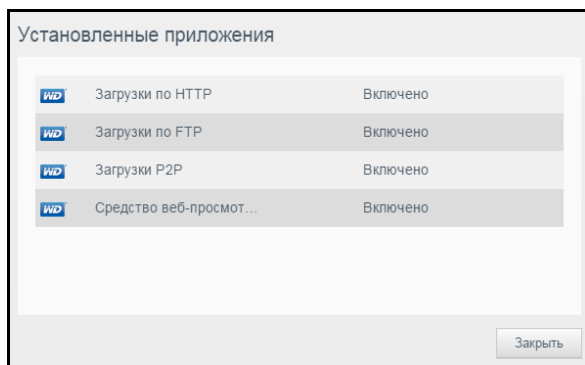 Установленные приложения
WD Загрузки по HTTP Включено
WD Загрузки по FTP Включено
WD Загрузки P2P Включено
WD Средство веб-просмот... Включено
Закрыть